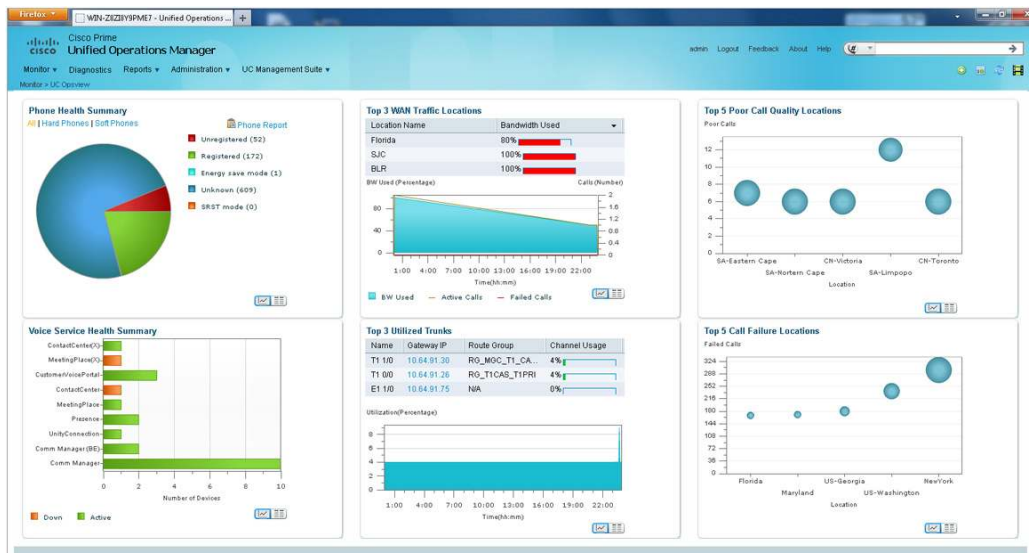 Firefox
WIN-Z8ZI8Y9PME7 - Unified Operations ...
+
cisco
Cisco Prime
Unified Operations Manager
admin Logout Feedback About Help
Monitor Diagnostics Reports Administration UC Management Suite
Monitor > UC Opsview
Phone Health Summary
All | Hard Phones | Soft Phones
Phone Report
Unregistered (52)
Registered (172)
Energy save mode (1)
Unknown (609)
SRST mode (0)
Top 3 WAN Traffic Locations
Location Name Bandwidth Used
Florida 80%
SJC 100%
BLR 100%
BW Used (Percentage) Calls(Number)
80
40
0
2
1.6
1.2
0.8
0.4
0
1:00 4:00 7:00 10:00 13:00 16:00 19:00 22:00
Time(hh:mm)
BW Used Active Calls Failed Calls
Top 5 Poor Call Quality Locations
Poor Calls
12
10
8
6
4
2
0
SA-Eastern Cape CN-Victoria CN-Toronto
SA-Nortern Cape SA-Limpopo
Location
Voice Service Health Summary
ContactCenter(X)
MeetingPlace(X)
CustomerVoicePortal
ContactCenter
MeetingPlace
Presence
UnityConnection
Comm Manager(BE)
Comm Manager
0 2 4 6 8 10
Number of Devices
Down Active
Top 3 Utilized Trunks
Name Gateway IP Route Group Channel Usage
T1 1/0 10.64.91.30 RG_MGC_T1_CA... 4%
T1 0/0 10.64.91.26 RG_T1CAS_T1PRI 4%
E1 1/0 10.64.91.75 N/A 0%
Utilization(Percentage)
8
6
4
2
0
1:00 4:00 7:00 10:00 13:00 16:00 19:00 22:00
Time(hh:mm)
Top 5 Call Failure Locations
Failed Calls
324
288
252
216
180
144
108
72
36
0
Florida US-Georgia NewYork
Maryland US-Washington
Location